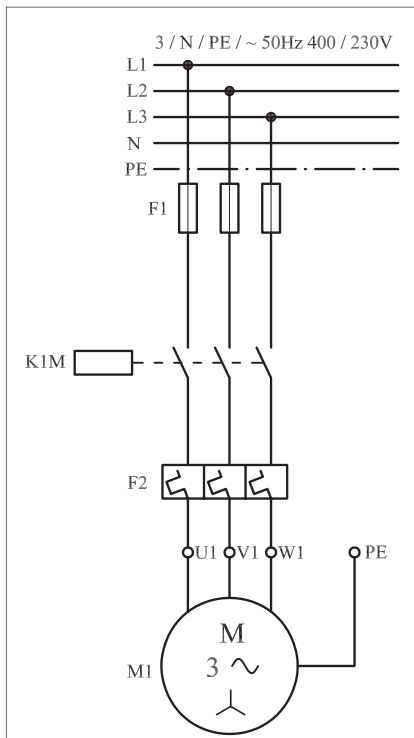 3 / N / PE / ~ 50Hz 400 / 230V
L1
L2
L3
N
PE
F1
K1M
F2
U1 V1 W1 PE
M
M1 3 ~